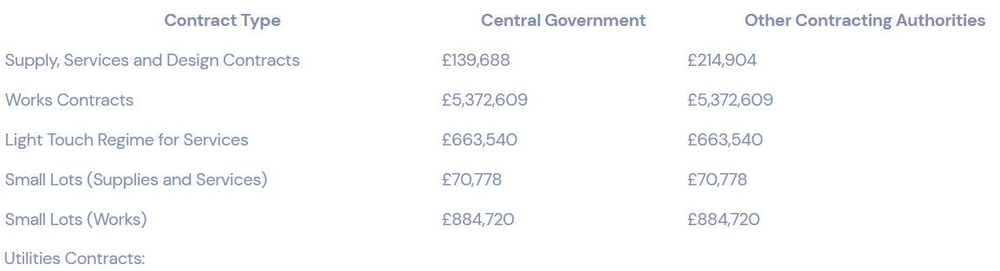 Contract Type Central Government Other Contracting Authorities
Supply, Services and Design Contracts £139,688 £214,904
Works Contracts £5,372,609 £5,372,609
Light Touch Regime for Services £663,540 £663,540
Small Lots (Supplies and Services) £70,778 £70,778
Small Lots (Works) £884,720 £884,720
Utilities Contracts: